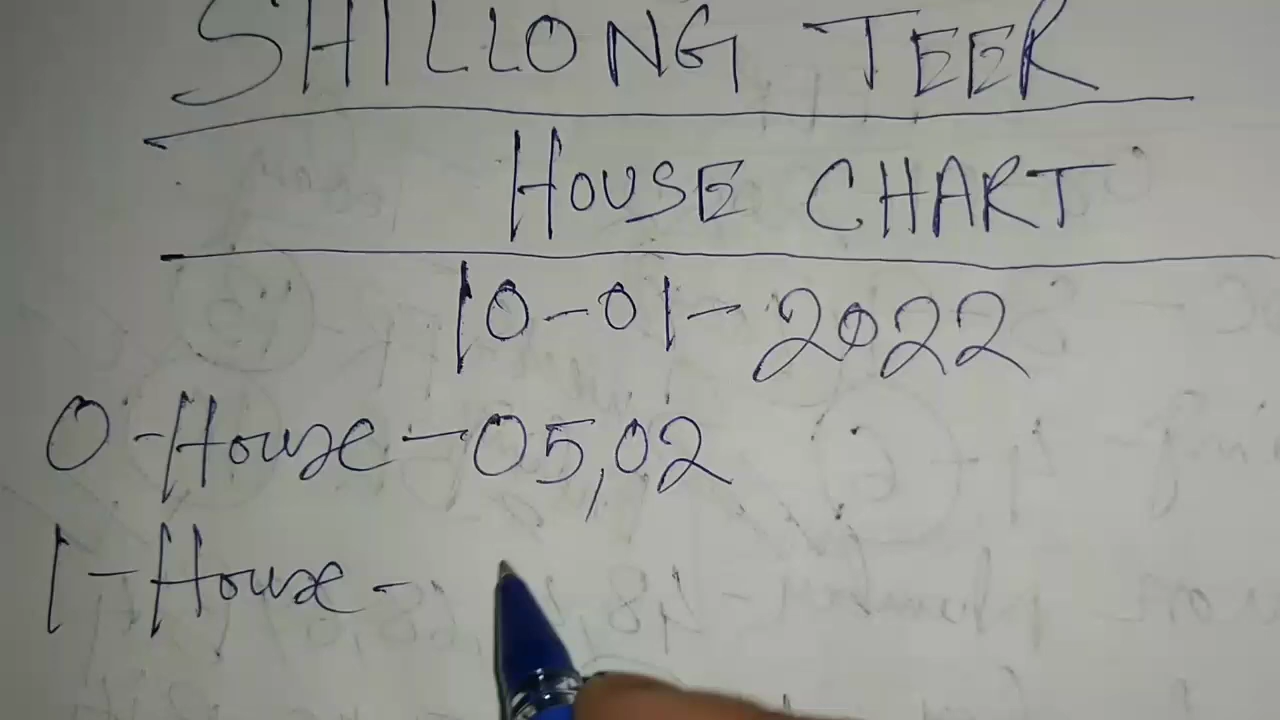 SHILLONG TEER
HOUSE CHART
10-01-2022
0-House-05,02
1-House-